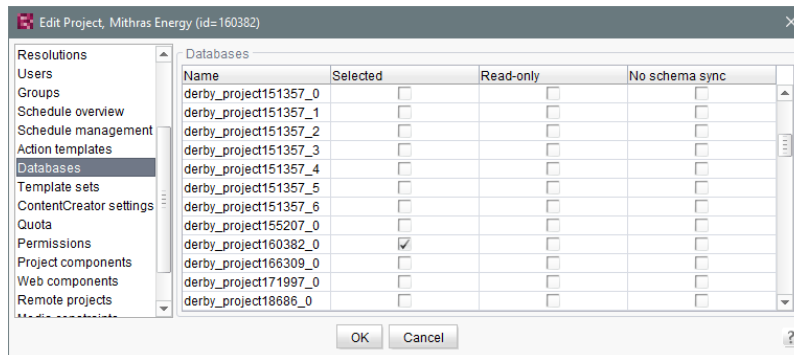 Edit Project, Mithras Energy (id=160382)
Resolutions
Users
Groups
Schedule overview
Schedule management
Action templates
Databases
Template sets
ContentCreator settings
Quota
Permissions
Project components
Web components
Remote projects
Databases
Name Selected Read-only No schema sync
derby_project151357_0
derby_project151357_1
derby_project151357_2
derby_project151357_3
derby_project151357_4
derby_project151357_5
derby_project151357_6
derby_project155207_0
derby_project160382_0
derby_project166309_0
derby_project171997_0
derby_project18686_0
OK Cancel
?